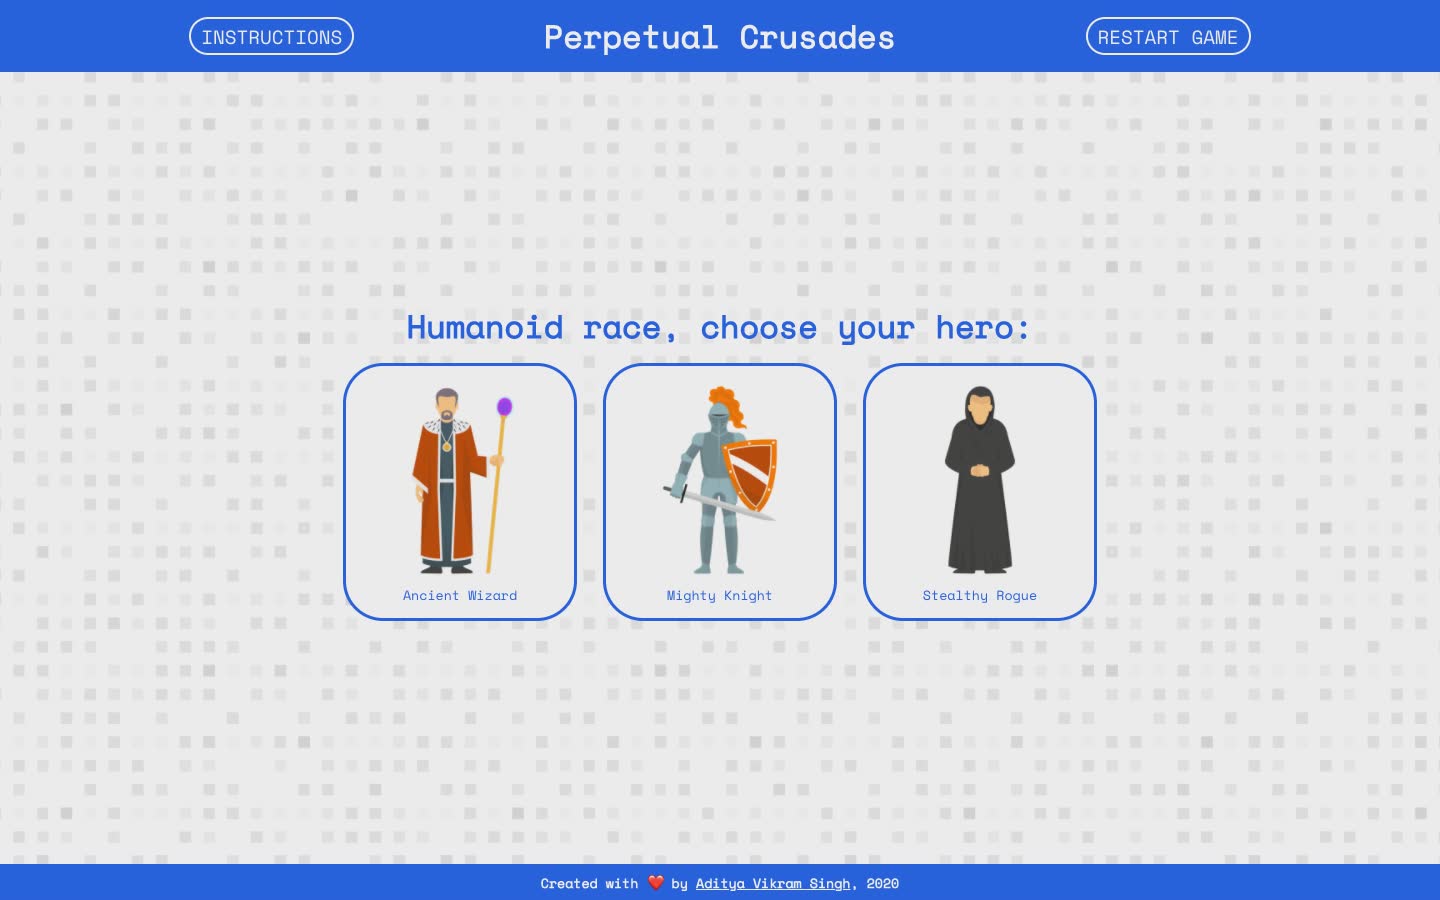 INSTRUCTIONS
Perpetual Crusades
RESTART GAME
Humanoid race, choose your hero:
Ancient Wizard
Mighty Knight
Stealthy Rogue
Created with ❤️ by Aditya Vikram Singh, 2020